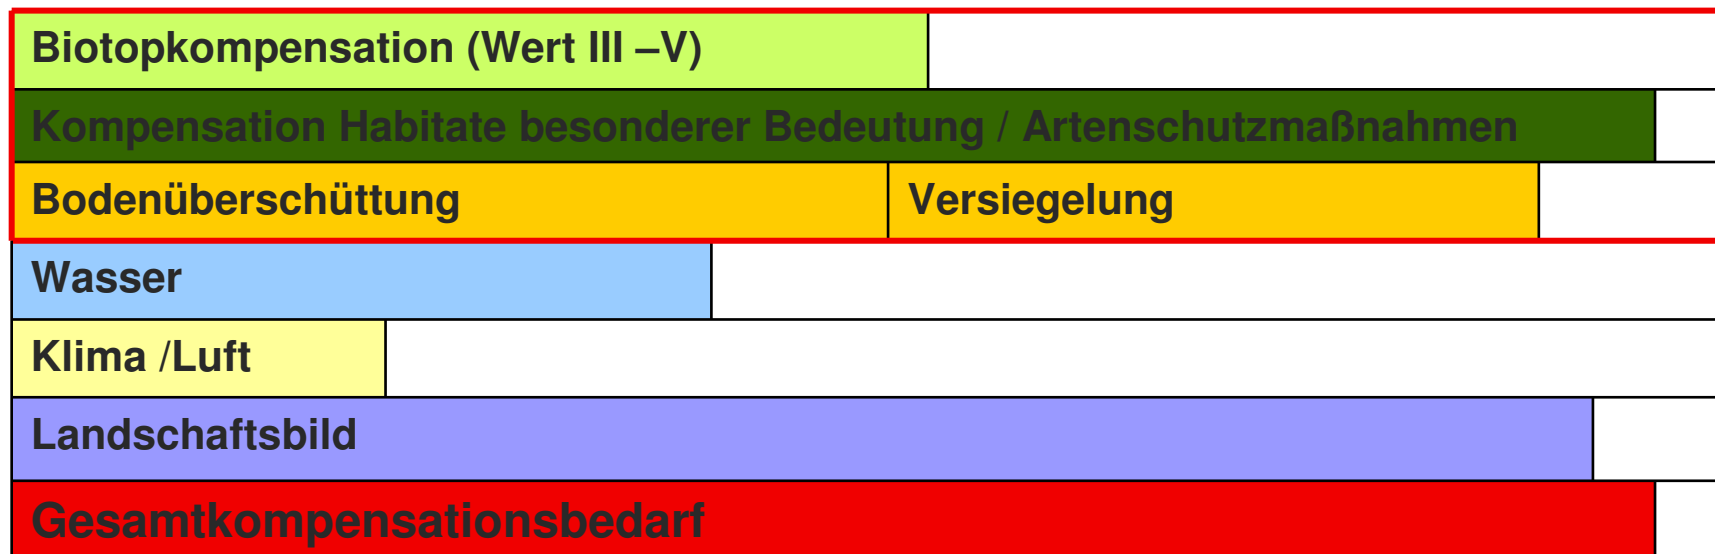 Biotopkompensation (Wert III –V)
Kompensation Habitate besonderer Bedeutung / Artenschutzmaßnahmen
Bodenüberschüttung Versiegelung
Wasser
Klima /Luft
Landschaftsbild
Gesamtkompensationsbedarf